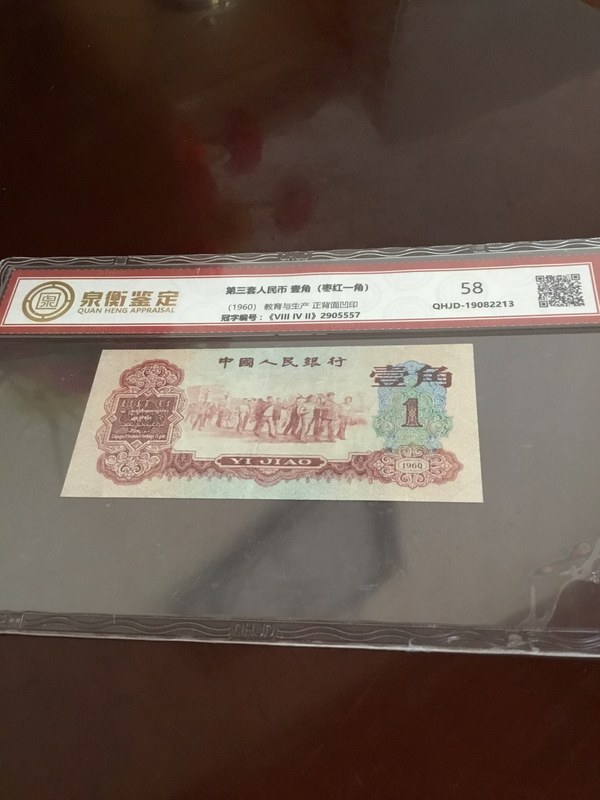 泉衡鉴定
QUAN HENG APPRAISAL
第三套人民币 壹角（枣红一角）
(1960) 教育与生产 正背面凹印
冠字编号：《VIII IV II》2905557
58
QHJD-19082213
中國人民銀行
壹角
1
YI JIAO
1960